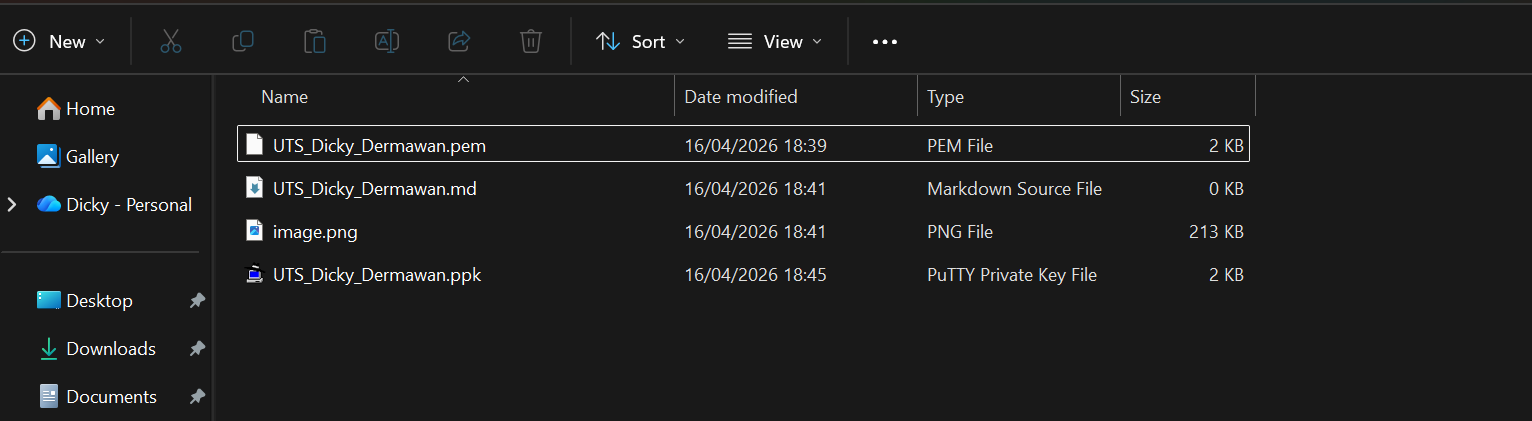 New Sort View
Name Date modified Type Size
Home
Gallery
Dicky - Personal
Desktop
Downloads
Documents
UTS_Dicky_Dermawan.pem 16/04/2026 18:39 PEM File 2 KB
UTS_Dicky_Dermawan.md 16/04/2026 18:41 Markdown Source File 0 KB
image.png 16/04/2026 18:41 PNG File 213 KB
UTS_Dicky_Dermawan.ppk 16/04/2026 18:45 PuTTY Private Key File 2 KB